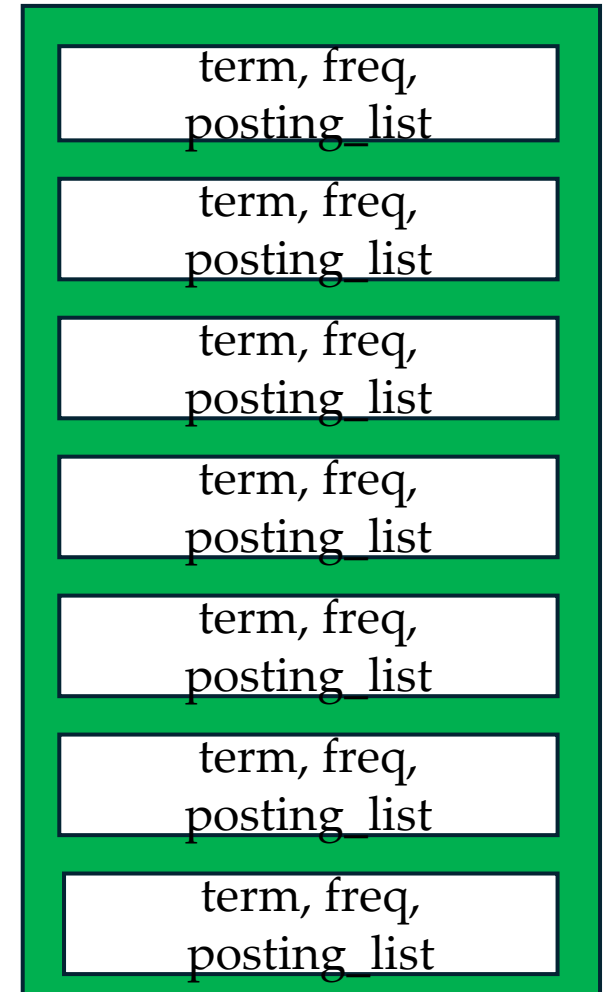 term, freq,
posting_list
term, freq,
posting_list
term, freq,
posting_list
term, freq,
posting_list
term, freq,
posting_list
term, freq,
posting_list
term, freq,
posting_list